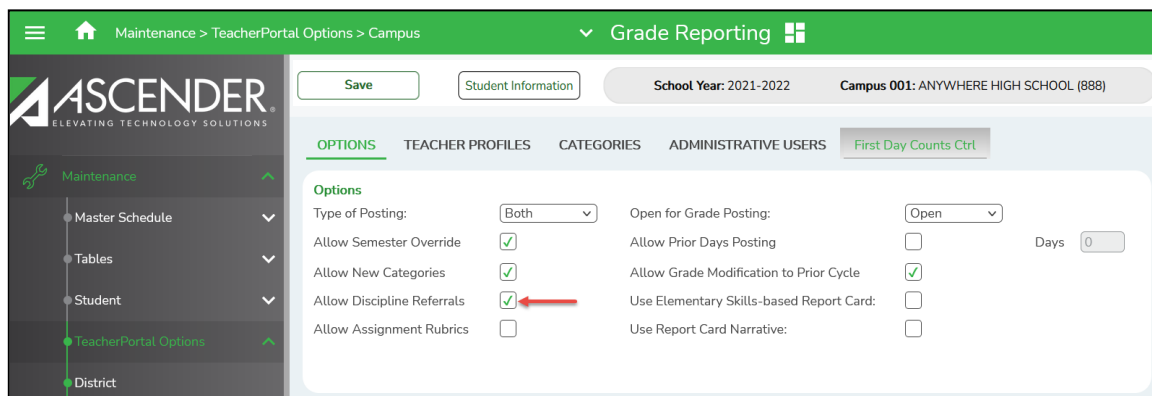 Maintenance > TeacherPortal Options > Campus
Grade Reporting
ASCENDER.
ELEVATING TECHNOLOGY SOLUTIONS
Save
Student Information
School Year: 2021-2022
Campus 001: ANYWHERE HIGH SCHOOL (888)
OPTIONS TEACHER PROFILES CATEGORIES ADMINISTRATIVE USERS First Day Counts Ctrl
Maintenance
Master Schedule
Tables
Student
TeacherPortal Options
District
Options
Type of Posting: Both Open for Grade Posting: Open
Allow Semester Override Allow Prior Days Posting Days 0
Allow New Categories Allow Grade Modification to Prior Cycle
Allow Discipline Referrals Use Elementary Skills-based Report Card:
Allow Assignment Rubrics Use Report Card Narrative: